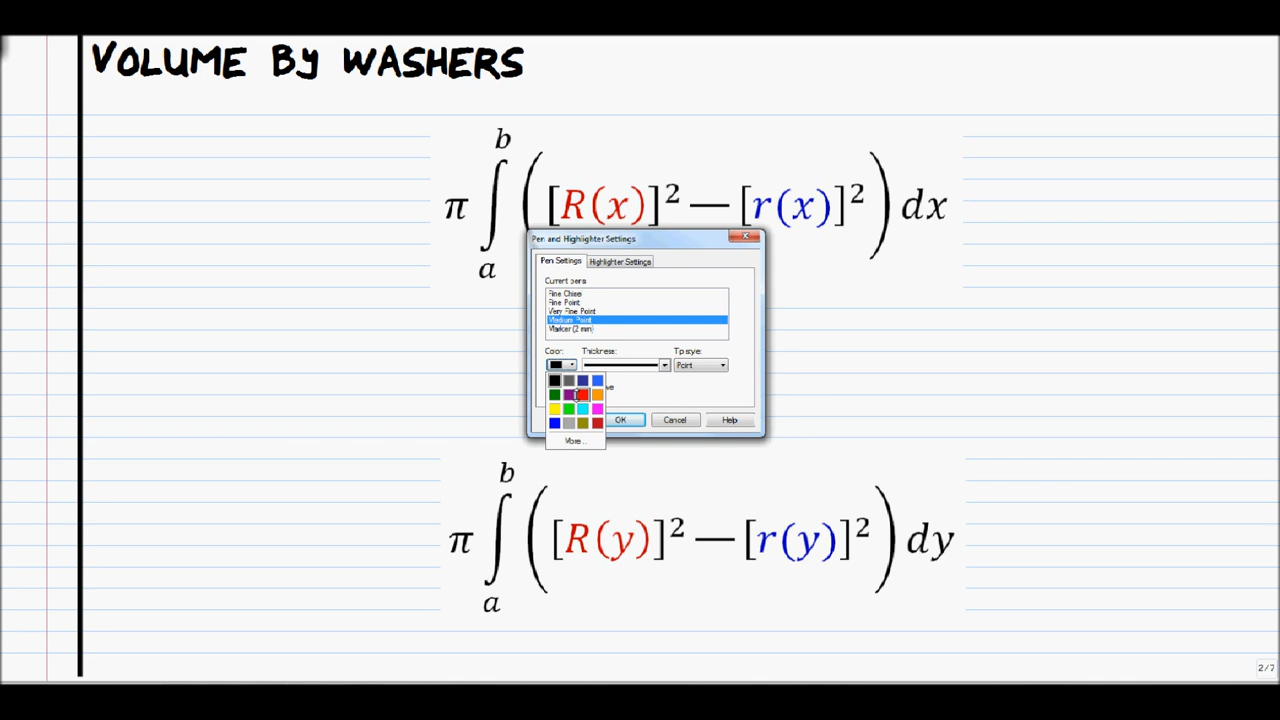 VOLUME By WASHERS
π ∫ₐᵇ ([R(x)]² − [r(x)]²) dx
Pen and Highlighter Settings
Pen Settings Highlighter Settings
Current pens:
Fine Chisel
Fine Point
Very Fine Point
Medium Point
Marker (2 mm)
Color: Thickness: Tip style:
Point
OK Cancel Help
More...
π ∫ₐᵇ ([R(y)]² − [r(y)]²) dy
2/7